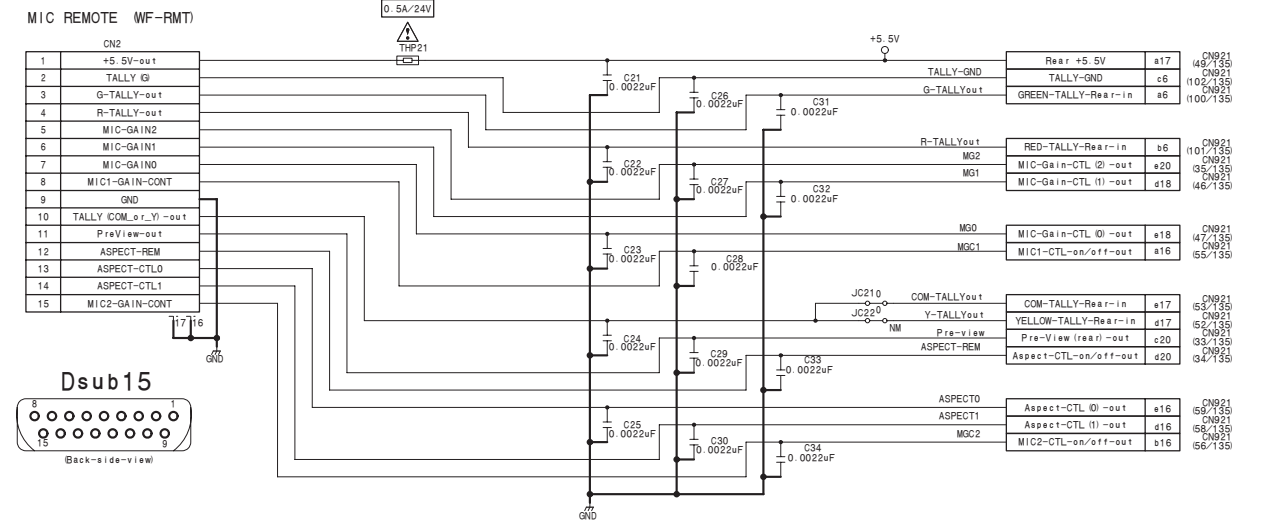 MIC REMOTE (WF-RMT)
0.5A/24V
THP21
+5.5V
CN2
1 +5.5V-out
2 TALLY (G)
3 G-TALLY-out
4 R-TALLY-out
5 MIC-GAIN2
6 MIC-GAIN1
7 MIC-GAIN0
8 MIC1-GAIN-CONT
9 GND
10 TALLY (COM_or_Y)-out
11 PreView-out
12 ASPECT-REM
13 ASPECT-CTL0
14 ASPECT-CTL1
15 MIC2-GAIN-CONT
17 16
GND
Dsub15
8 1
15 9
(Back-side-view)
C21
0.0022uF
C26
0.0022uF
C31
0.0022uF
C22
0.0022uF
C27
0.0022uF
C32
0.0022uF
C23
0.0022uF
C28
0.0022uF
C24
0.0022uF
C29
0.0022uF
C33
0.0022uF
C25
0.0022uF
C30
0.0022uF
C34
0.0022uF
GND
TALLY-GND
G-TALLYout
R-TALLYout
MG2
MG1
MG0
MGC1
JC210
COM-TALLYout
JC220
Y-TALLYout
NM
Pre-view
ASPECT-REM
ASPECT0
ASPECT1
MGC2
Rear +5.5V a17 CN921 (49/135)
TALLY-GND c6 CN921 (102/135)
GREEN-TALLY-Rear-in a6 CN921 (100/135)
RED-TALLY-Rear-in b6 CN921 (101/135)
MIC-Gain-CTL (2)-out e20 CN921 (35/135)
MIC-Gain-CTL (1)-out d18 CN921 (46/135)
MIC-Gain-CTL (0)-out e18 CN921 (47/135)
MIC1-CTL-on/off-out a16 CN921 (55/135)
COM-TALLY-Rear-in e17 CN921 (53/135)
YELLOW-TALLY-Rear-in d17 CN921 (52/135)
Pre-View (rear)-out c20 CN921 (33/135)
Aspect-CTL-on/off-out d20 CN921 (34/135)
Aspect-CTL (0)-out e16 CN921 (59/135)
Aspect-CTL (1)-out d16 CN921 (58/135)
MIC2-CTL-on/off-out b16 CN921 (56/135)